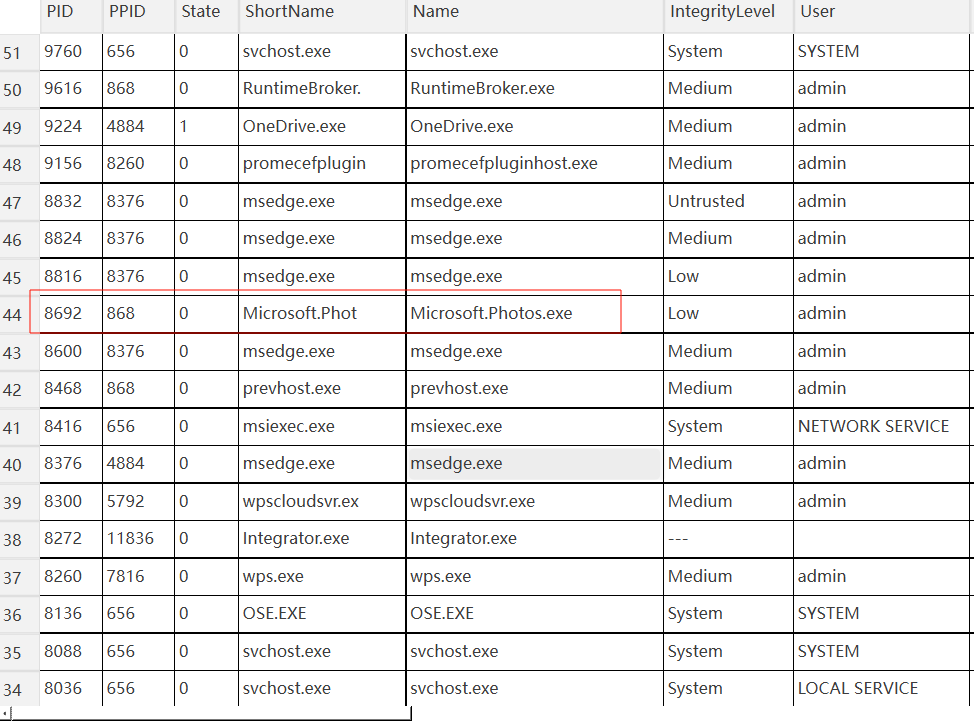 PID PPID State ShortName Name IntegrityLevel User
51 9760 656 0 svchost.exe svchost.exe System SYSTEM
50 9616 868 0 RuntimeBroker. RuntimeBroker.exe Medium admin
49 9224 4884 1 OneDrive.exe OneDrive.exe Medium admin
48 9156 8260 0 promecefplugin promecefpluginhost.exe Medium admin
47 8832 8376 0 msedge.exe msedge.exe Untrusted admin
46 8824 8376 0 msedge.exe msedge.exe Medium admin
45 8816 8376 0 msedge.exe msedge.exe Low admin
44 8692 868 0 Microsoft.Phot Microsoft.Photos.exe Low admin
43 8600 8376 0 msedge.exe msedge.exe Medium admin
42 8468 868 0 prevhost.exe prevhost.exe Medium admin
41 8416 656 0 msiexec.exe msiexec.exe System NETWORK SERVICE
40 8376 4884 0 msedge.exe msedge.exe Medium admin
39 8300 5792 0 wpscloudsvr.ex wpscloudsvr.exe Medium admin
38 8272 11836 0 Integrator.exe Integrator.exe ---
37 8260 7816 0 wps.exe wps.exe Medium admin
36 8136 656 0 OSE.EXE OSE.EXE System SYSTEM
35 8088 656 0 svchost.exe svchost.exe System SYSTEM
34 8036 656 0 svchost.exe svchost.exe System LOCAL SERVICE